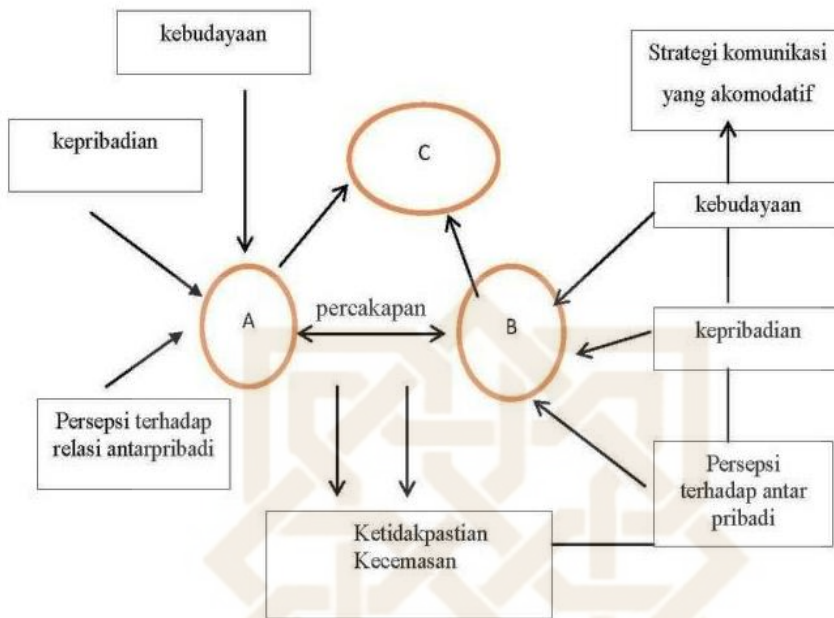 kebudayaan
Strategi komunikasi
yang akomodatif
kepribadian
C
kebudayaan
A
percakapan
B
kepribadian
Persepsi terhadap
relasi antarpribadi
Persepsi
terhadap antar
pribadi
Ketidakpastian
Kecemasan